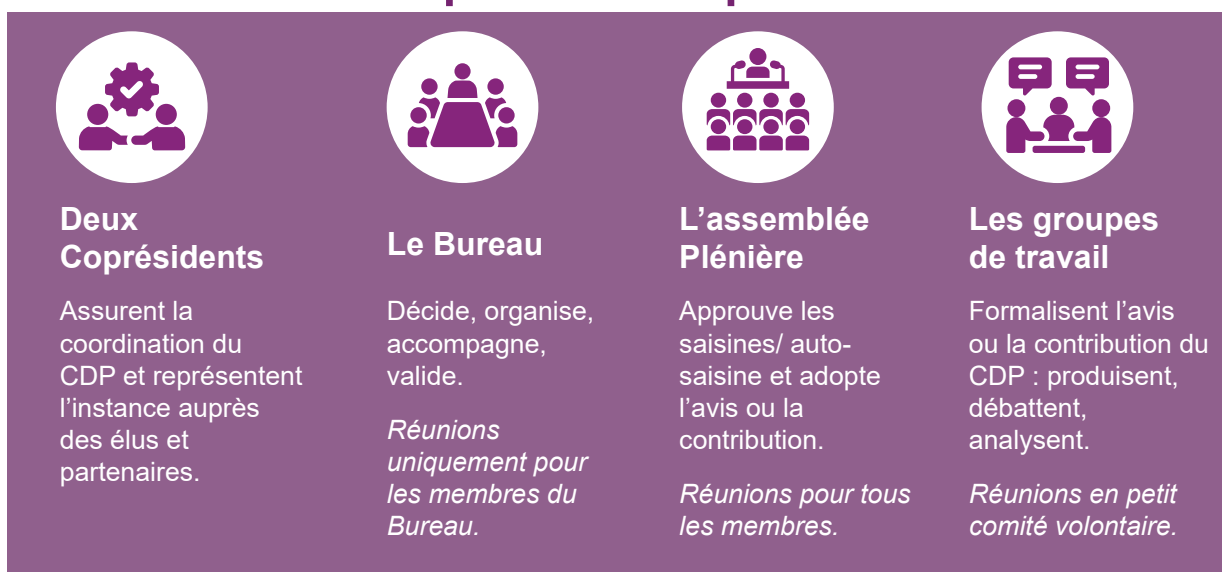 Deux
Coprésidents
Assurent la
coordination du
CDP et représentent
l’instance auprès
des élus et
partenaires.
Le Bureau
Décide, organise,
accompagne,
valide.
Réunions
uniquement pour
les membres du
Bureau.
L’assemblée
Plénière
Approuve les
saisines/ auto-
saisine et adopte
l’avis ou la
contribution.
Réunions pour tous
les membres.
Les groupes
de travail
Formalisent l’avis
ou la contribution du
CDP : produisent,
débattent,
analysent.
Réunions en petit
comité volontaire.